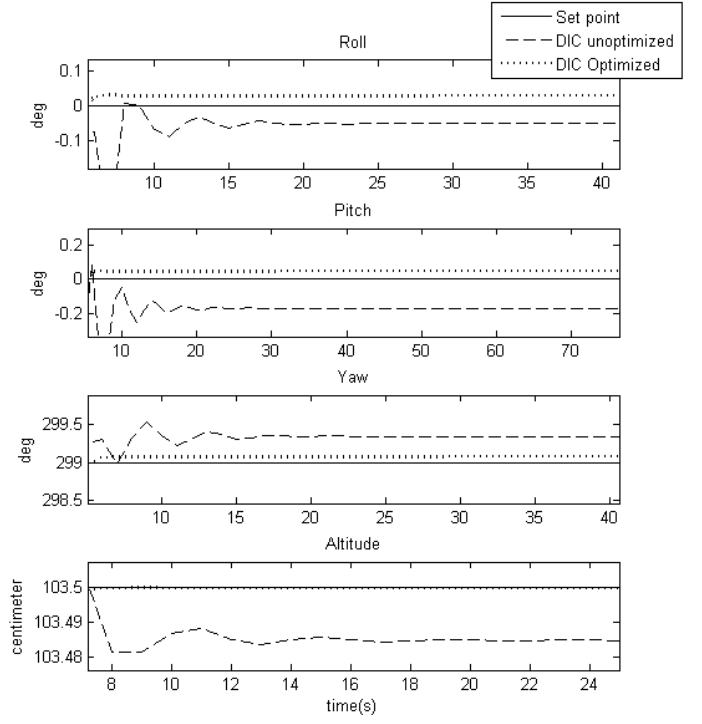 Set point
DIC unoptimized
DIC Optimized
Roll
0.1
0
-0.1
deg
10 15 20 25 30 35 40
Pitch
0.2
0
-0.2
deg
10 20 30 40 50 60 70
Yaw
299.5
299
298.5
deg
10 15 20 25 30 35 40
Altitude
103.5
103.49
103.48
centimeter
8 10 12 14 16 18 20 22 24
time(s)